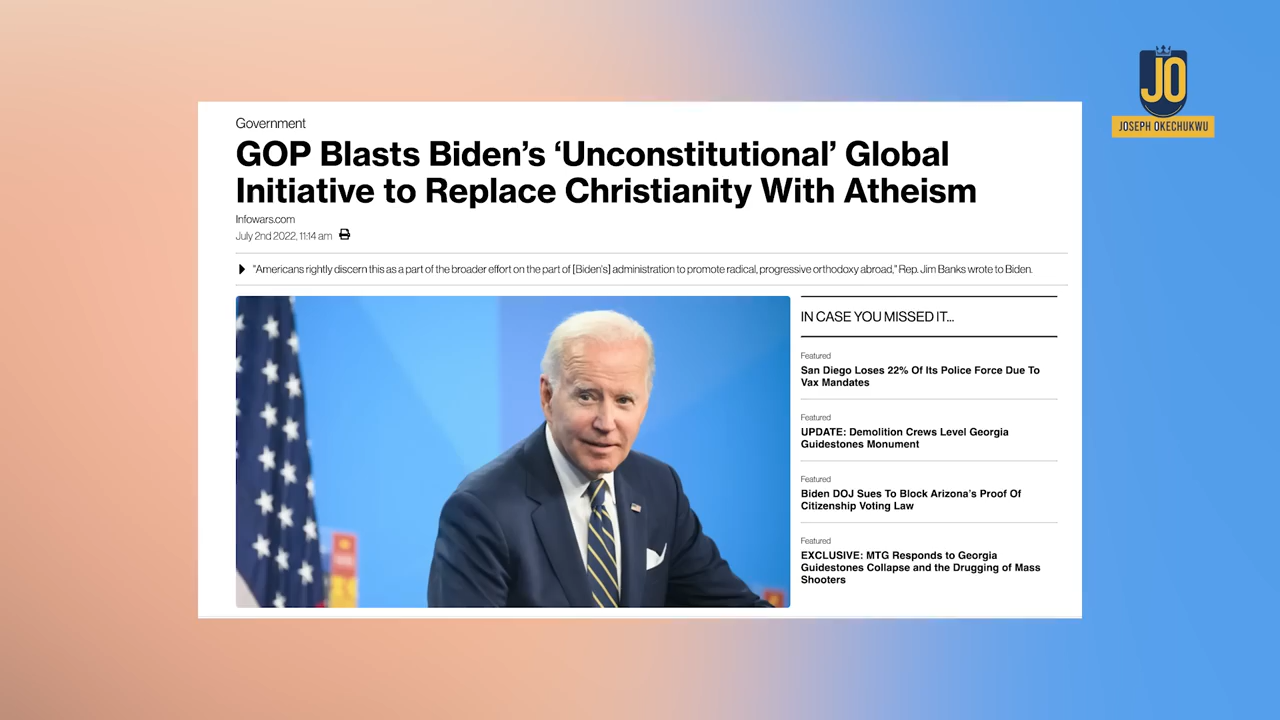 JO
JOSEPH OKECHUKWU
Government
GOP Blasts Biden's ‘Unconstitutional’ Global
Initiative to Replace Christianity With Atheism
Infowars.com
July 2nd 2022, 11:14 am
"Americans rightly discern this as a part of the broader effort on the part of [Biden's] administration to promote radical, progressive orthodoxy abroad," Rep. Jim Banks wrote to Biden.
IN CASE YOU MISSED IT...
Featured
San Diego Loses 22% Of Its Police Force Due To
Vax Mandates
Featured
UPDATE: Demolition Crews Level Georgia
Guidestones Monument
Featured
Biden DOJ Sues To Block Arizona's Proof Of
Citizenship Voting Law
Featured
EXCLUSIVE: MTG Responds to Georgia
Guidestones Collapse and the Drugging of Mass
Shooters